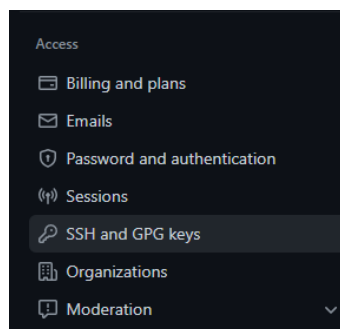 Access
Billing and plans
Emails
Password and authentication
Sessions
SSH and GPG keys
Organizations
Moderation